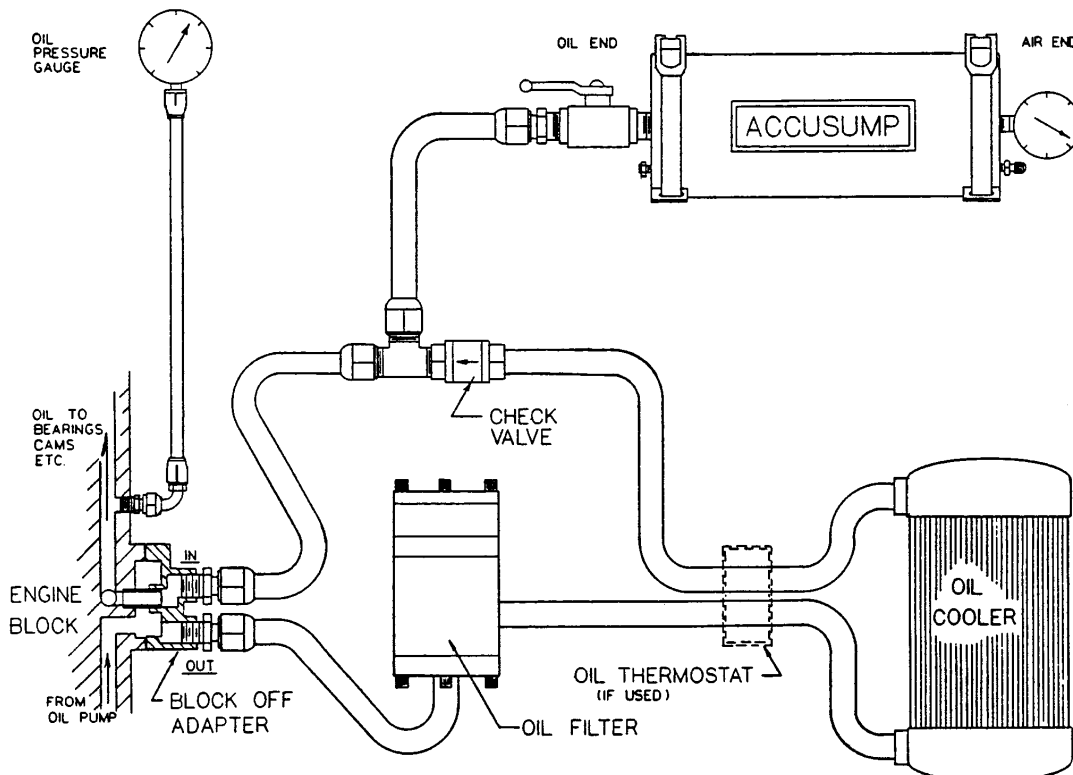 OIL
PRESSURE
GAUGE
OIL END
AIR END
ACCUSUMP
CHECK
VALVE
OIL TO
BEARINGS
CAMS
ETC.
IN
ENGINE
BLOCK
OUT
FROM
OIL PUMP
BLOCK OFF
ADAPTER
OIL FILTER
OIL THERMOSTAT
(IF USED)
OIL
COOLER